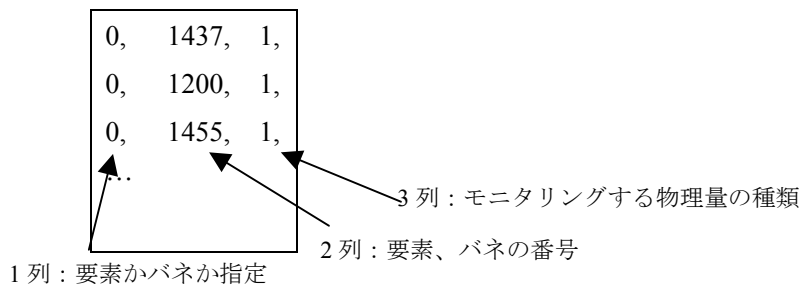 0, 1437, 1,
0, 1200, 1,
0, 1455, 1,
…
3 列：モニタリングする物理量の種類
2 列：要素、バネの番号
1 列：要素かバネか指定